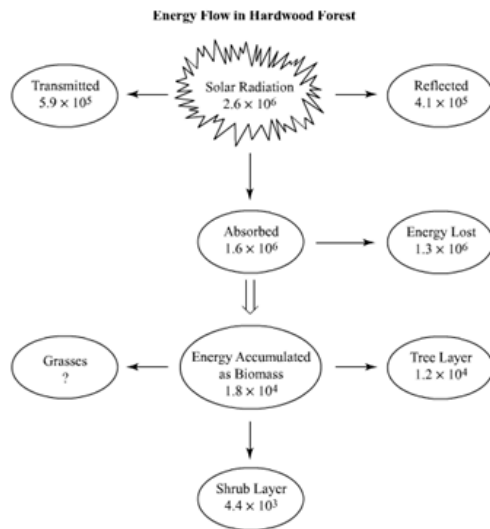 Energy Flow in Hardwood Forest
Transmitted
5.9 × 10⁵
Solar Radiation
2.6 × 10⁶
Reflected
4.1 × 10⁵
Absorbed
1.6 × 10⁶
Energy Lost
1.3 × 10⁶
Grasses
?
Energy Accumulated
as Biomass
1.8 × 10⁴
Tree Layer
1.2 × 10⁴
Shrub Layer
4.4 × 10³